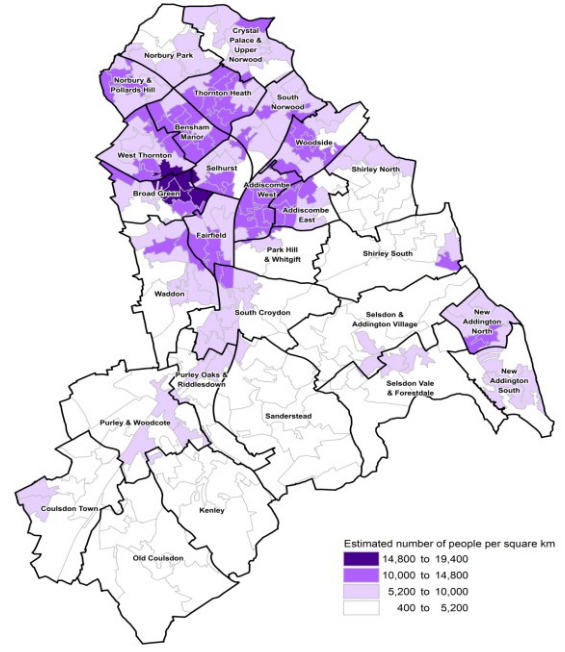 Crystal
Palace &
Upper
Norwood
Norbury Park
Norbury &
Pollards Hill
Thornton Heath
South
Norwood
Bensham
Manor
Woodside
West Thornton
Selhurst
Shirley North
Broad Green
Addiscombe
West
Addiscombe
East
Fairfield
Park Hill
& Whitgift
Shirley South
Waddon
South Croydon
Selsdon
& Addington Village
New
Addington
North
New
Addington
South
Purley Oaks &
Riddlesdown
Selsdon Vale
& Forestdale
Sanderstead
Purley & Woodcote
Coulsdon Town
Kenley
Old Coulsdon
Estimated number of people per square km
14,800 to 19,400
10,000 to 14,800
5,200 to 10,000
400 to 5,200